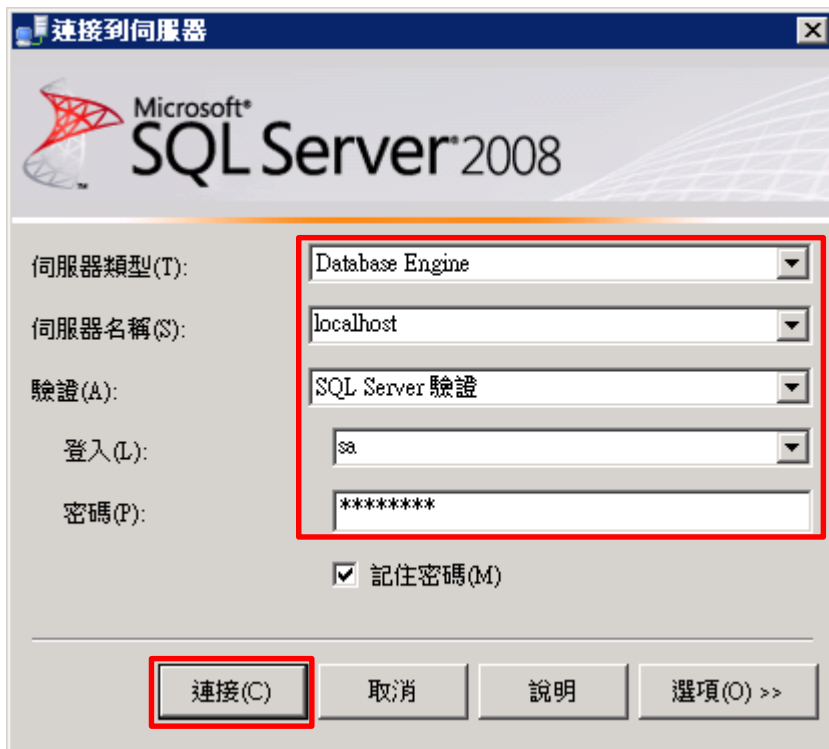 連接到伺服器
Microsoft®
SQL Server® 2008
伺服器類型(T):
Database Engine
伺服器名稱(S):
localhost
驗證(A):
SQL Server 驗證
登入(L):
sa
密碼(P):
********
記住密碼(M)
連接(C)
取消
說明
選項(O) >>